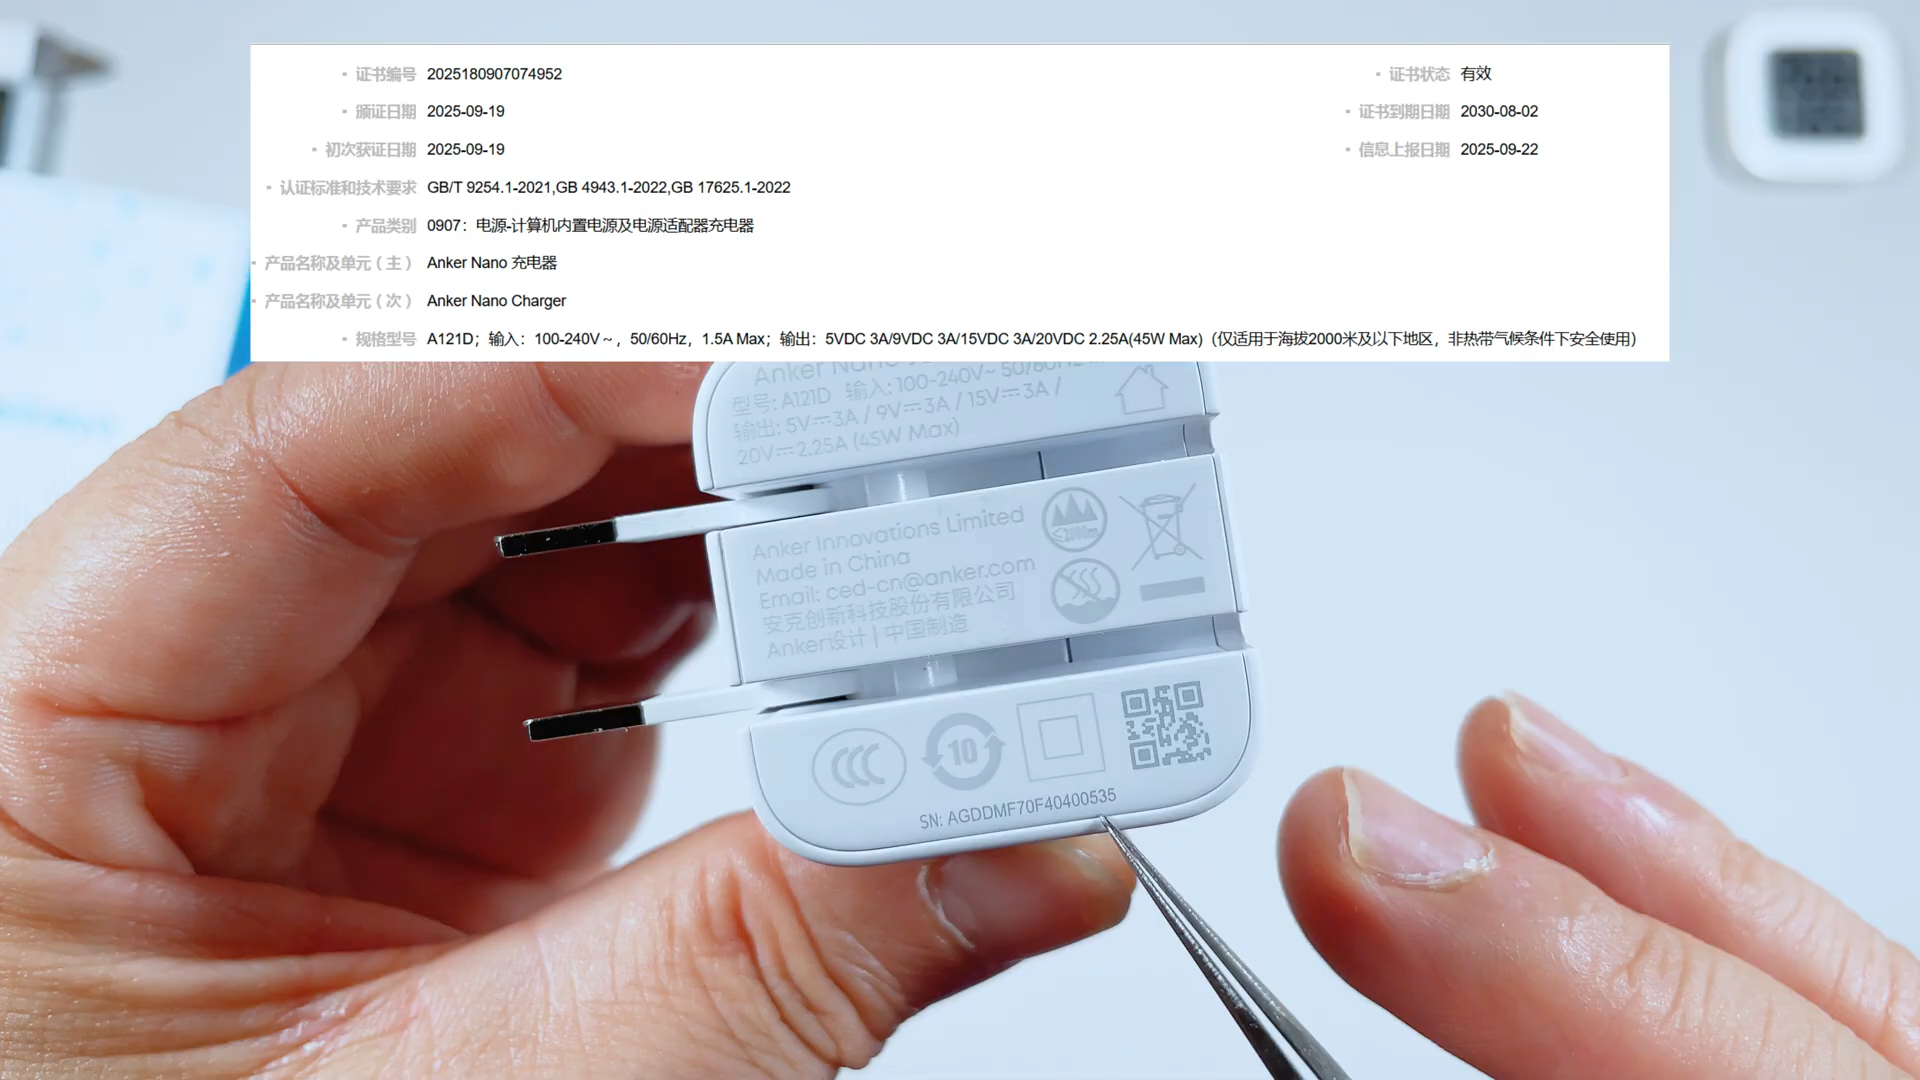 证书编号 2025180907074952 证书状态 有效
颁证日期 2025-09-19 证书到期日期 2030-08-02
初次获证日期 2025-09-19 信息上报日期 2025-09-22
认证标准和技术要求 GB/T 9254.1-2021,GB 4943.1-2022,GB 17625.1-2022
产品类别 0907：电源-计算机内置电源及电源适配器充电器
产品名称及单元（主） Anker Nano 充电器
产品名称及单元（次） Anker Nano Charger
规格型号 A121D；输入：100-240V～，50/60Hz，1.5A Max；输出：5VDC 3A/9VDC 3A/15VDC 3A/20VDC 2.25A(45W Max)（仅适用于海拔2000米及以下地区，非热带气候条件下安全使用）
Anker Nano
型号: A121D 输入: 100-240V~ 50/60Hz
输出: 5V⎓3A / 9V⎓3A / 15V⎓3A /
20V⎓2.25A (45W Max)
Anker Innovations Limited
Made in China
Email: ced-cn@anker.com
安克创新科技股份有限公司
Anker设计 | 中国制造
≤2000m
CCC
10
SN: AGDDMF70F40400535